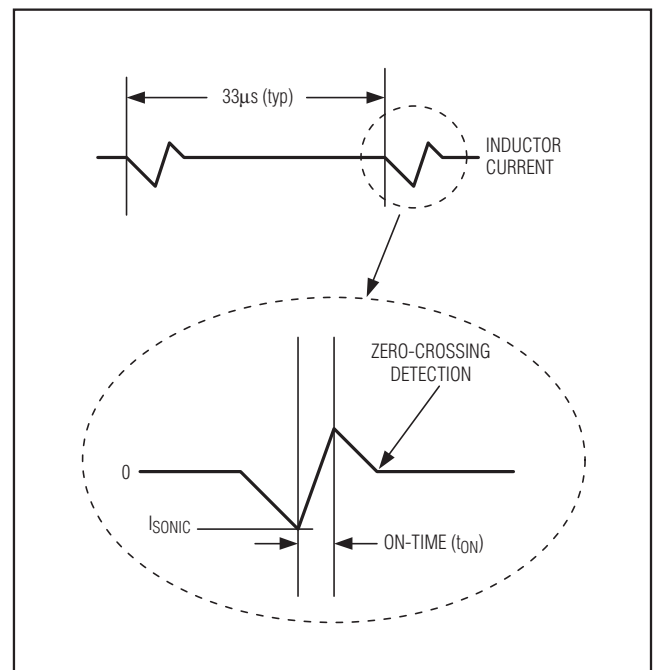 33μs (typ)
INDUCTOR
CURRENT
ZERO-CROSSING
DETECTION
0
ISONIC
ON-TIME (tON)